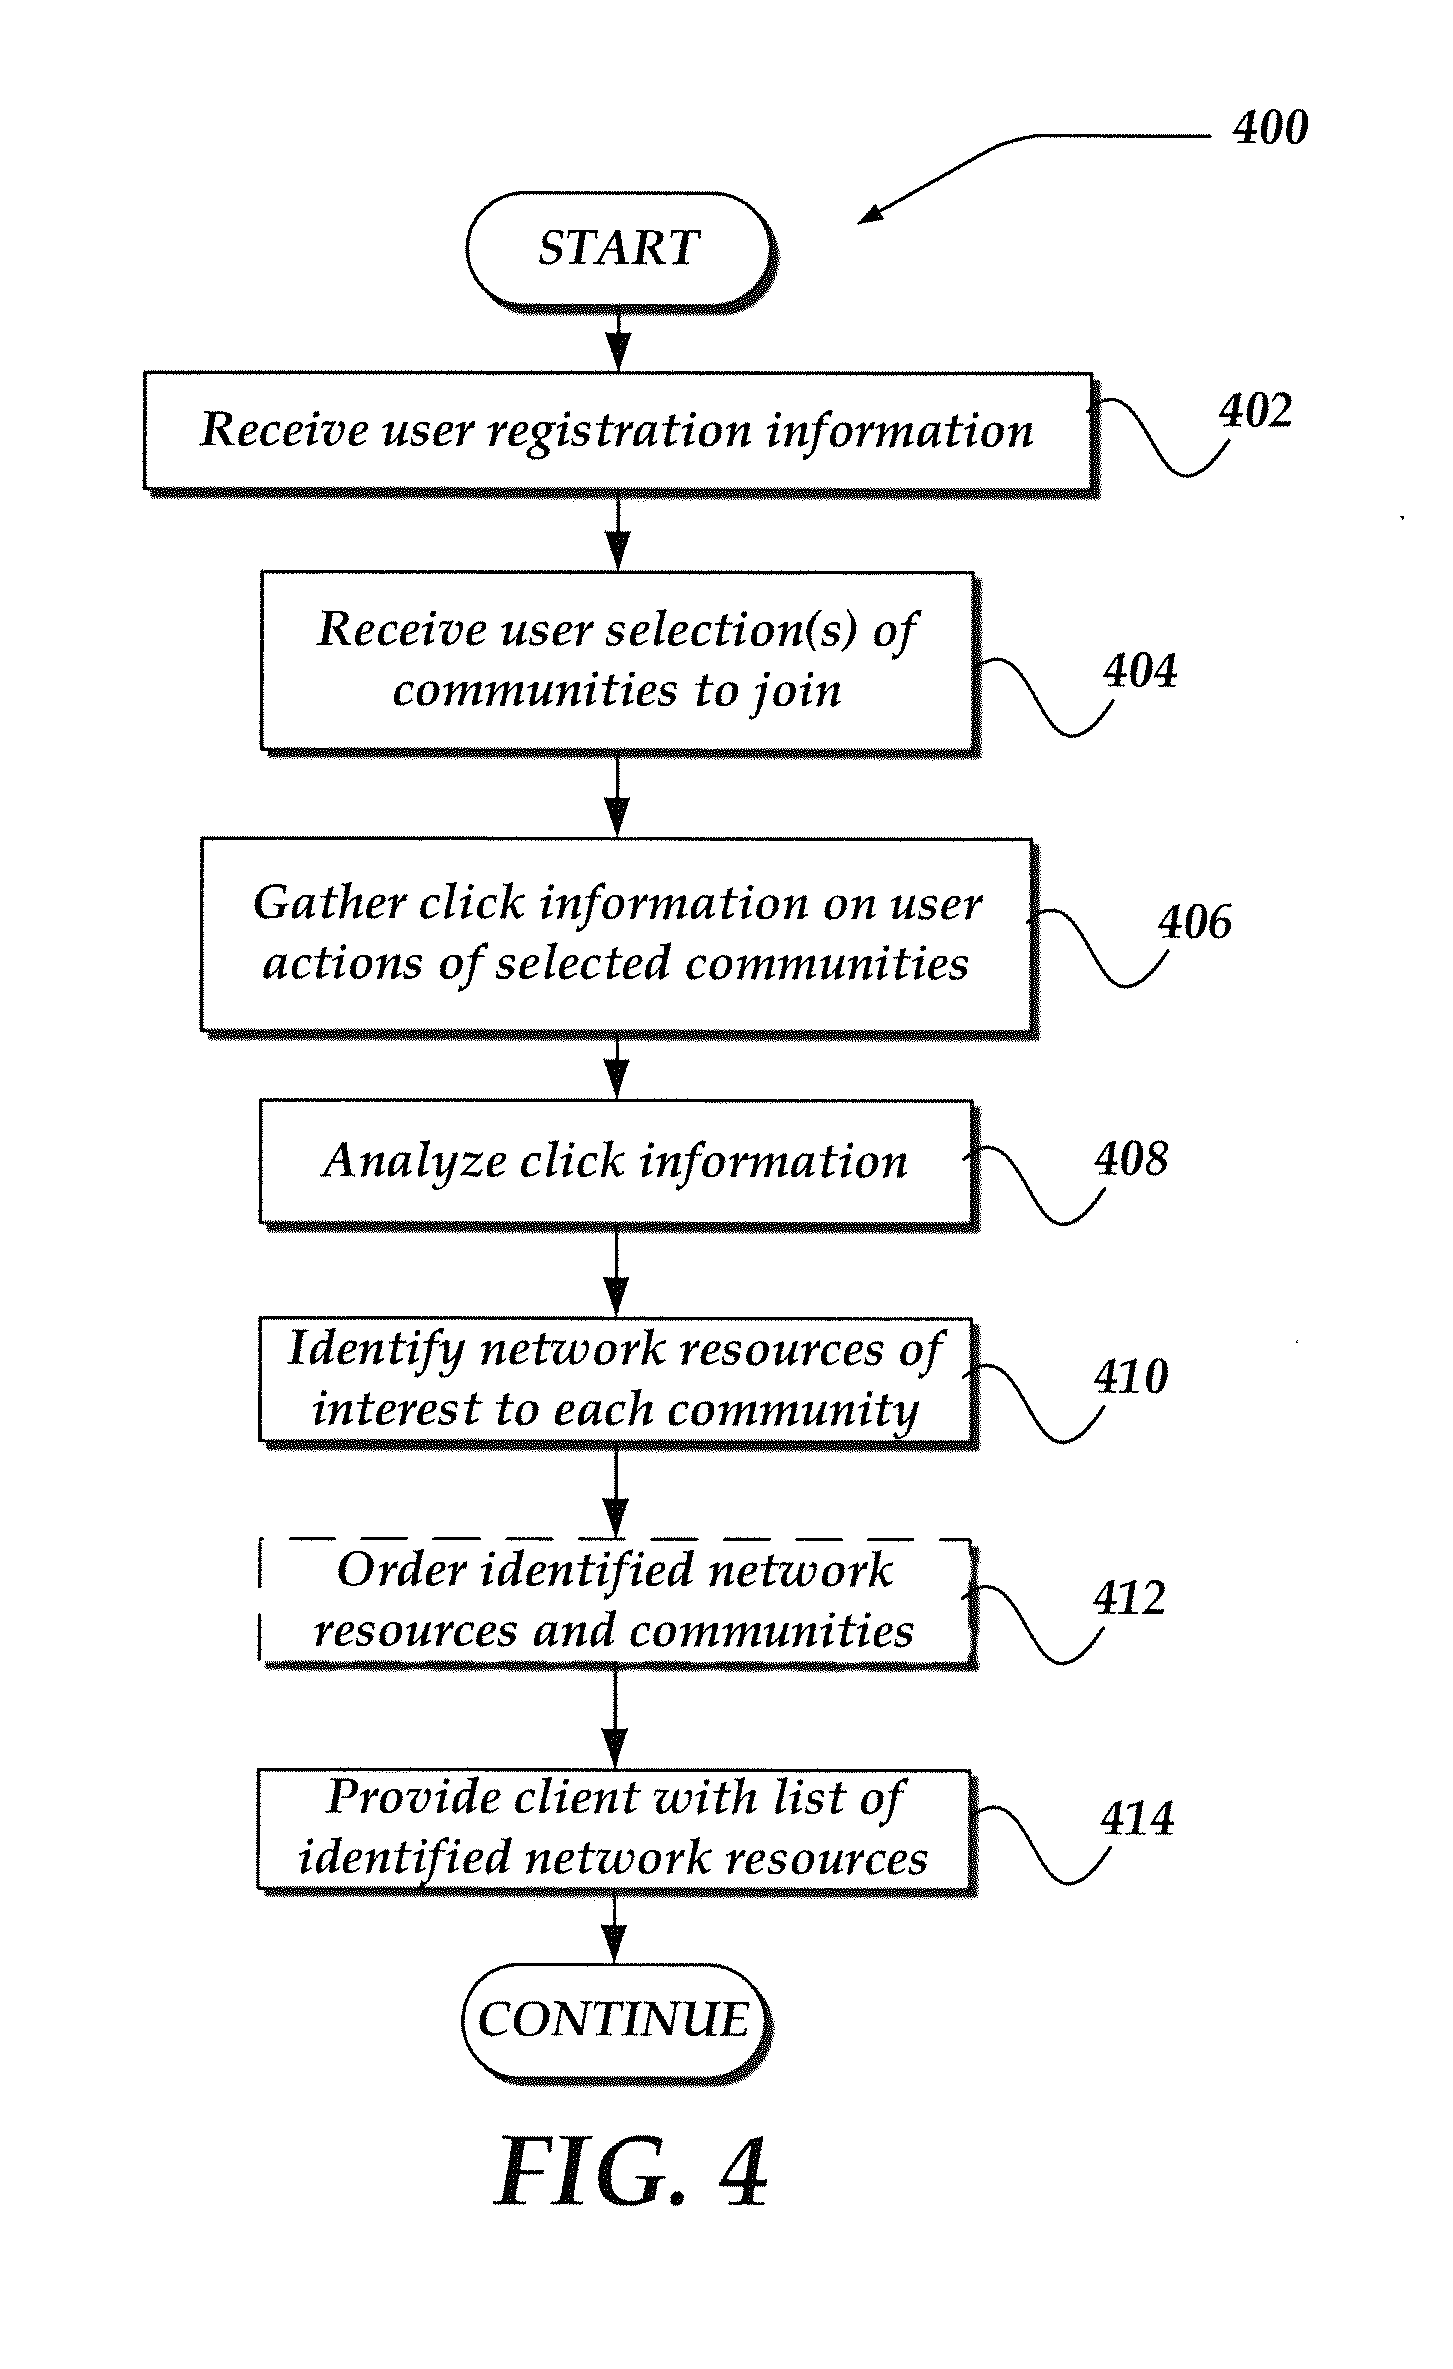 400
START
Receive user registration information
402
Receive user selection(s) of
communities to join
404
Gather click information on user
actions of selected communities
406
Analyze click information
408
Identify network resources of
interest to each community
410
Order identified network
resources and communities
412
Provide client with list of
identified network resources
414
CONTINUE
FIG. 4